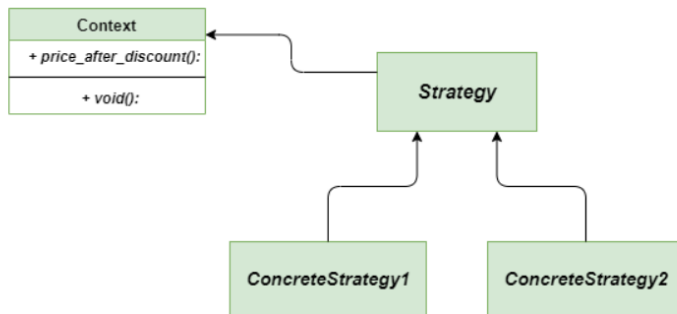 Context
+ price_after_discount():
+ void():
Strategy
ConcreteStrategy1
ConcreteStrategy2